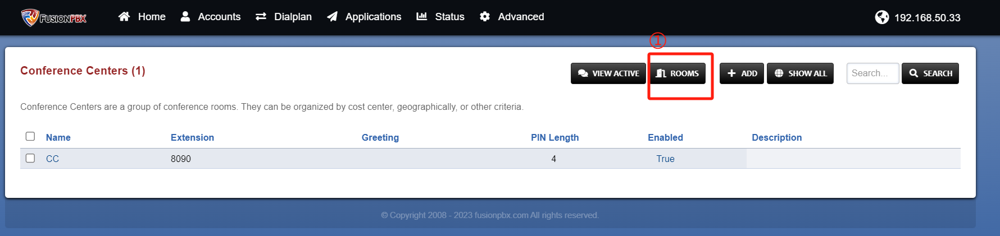 FUSIONPBX Home Accounts Dialplan Applications Status Advanced 192.168.50.33
①
Conference Centers (1) VIEW ACTIVE ROOMS ADD SHOW ALL Search... SEARCH
Conference Centers are a group of conference rooms. They can be organized by cost center, geographically, or other criteria.
Name Extension Greeting PIN Length Enabled Description
CC 8090 4 True
© Copyright 2008 - 2023 fusionpbx.com All rights reserved.